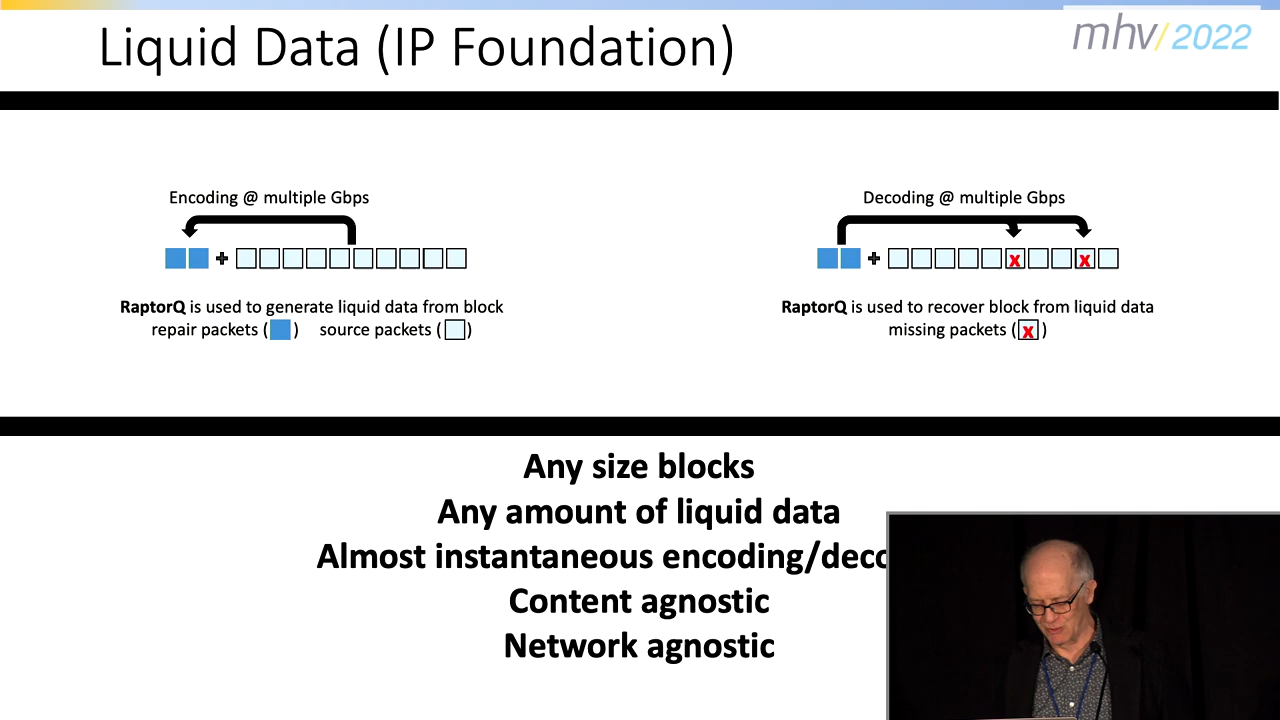 Liquid Data (IP Foundation)
mhv/2022
Encoding @ multiple Gbps
Decoding @ multiple Gbps
+
+
x x
RaptorQ is used to generate liquid data from block
repair packets ( ) source packets ( )
RaptorQ is used to recover block from liquid data
missing packets ( x )
Any size blocks
Any amount of liquid data
Almost instantaneous encoding/deco
Content agnostic
Network agnostic